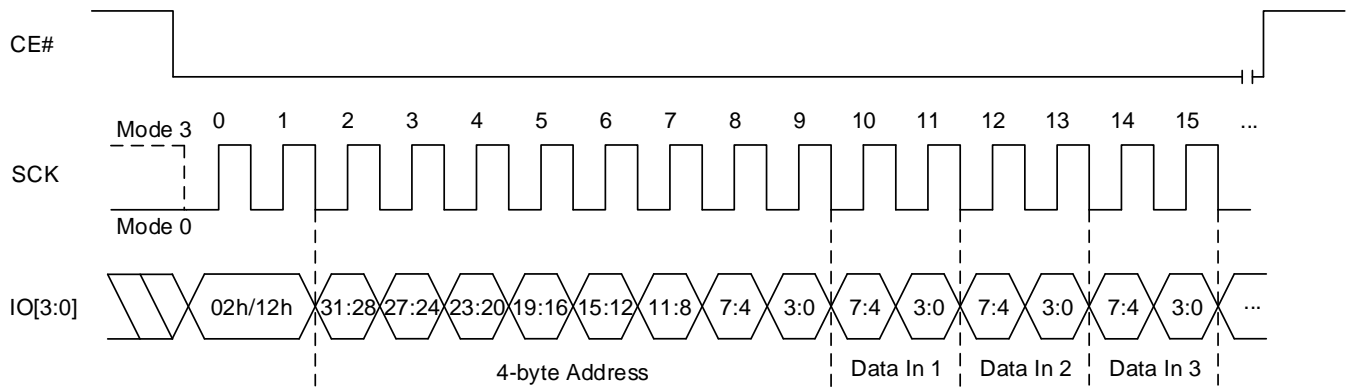 CE#
Mode 3 0 1 2 3 4 5 6 7 8 9 10 11 12 13 14 15 ...
SCK
Mode 0
IO[3:0] 02h/12h 31:28 27:24 23:20 19:16 15:12 11:8 7:4 3:0 7:4 3:0 7:4 3:0 7:4 3:0 ...
4-byte Address Data In 1 Data In 2 Data In 3